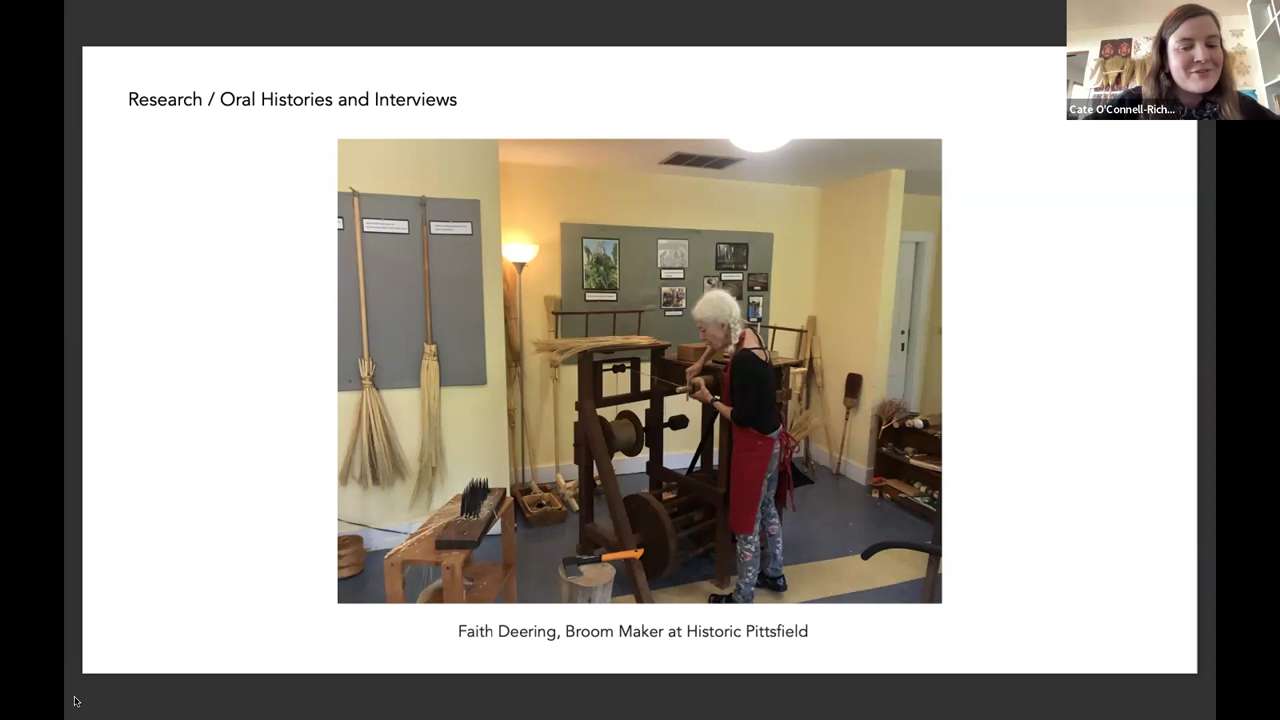 Research / Oral Histories and Interviews
Cate O'Connell-Rich...
Faith Deering, Broom Maker at Historic Pittsfield